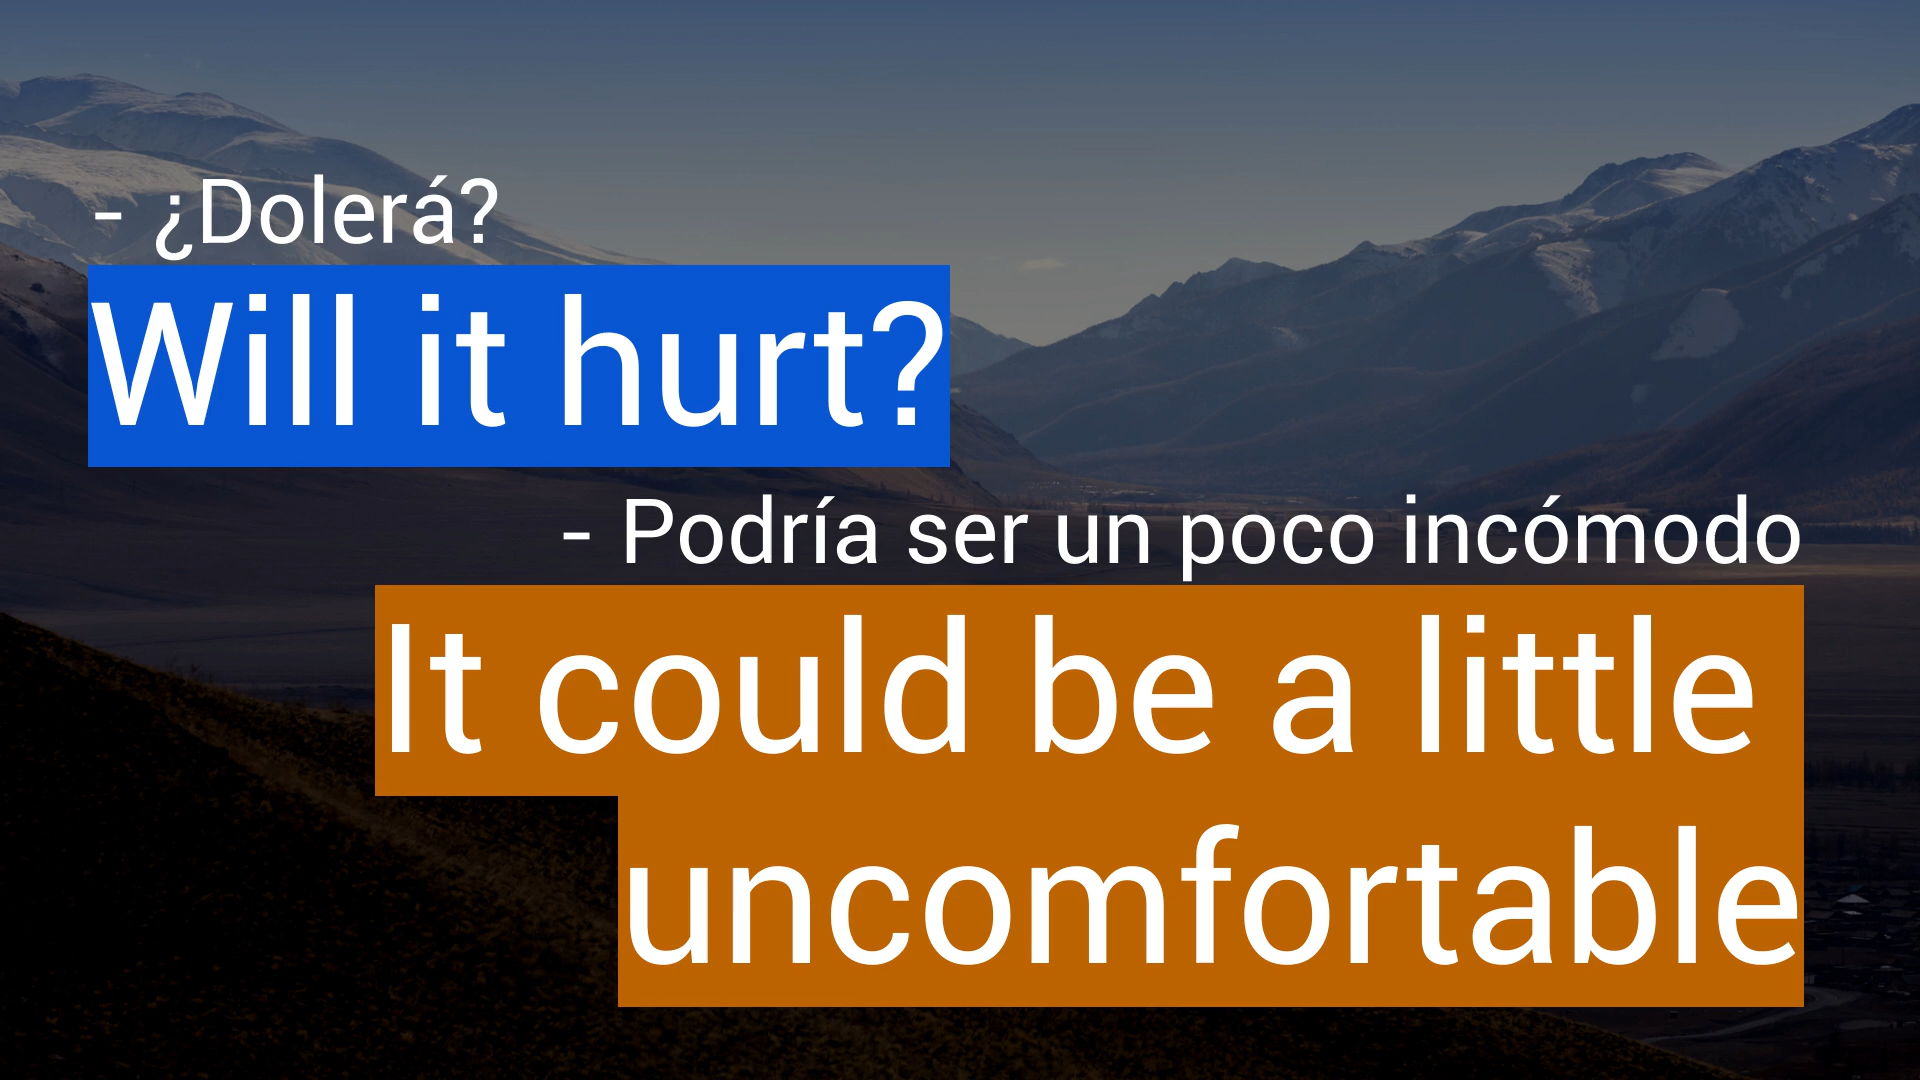 - ¿Dolerá?
Will it hurt?
- Podría ser un poco incómodo
It could be a little
uncomfortable